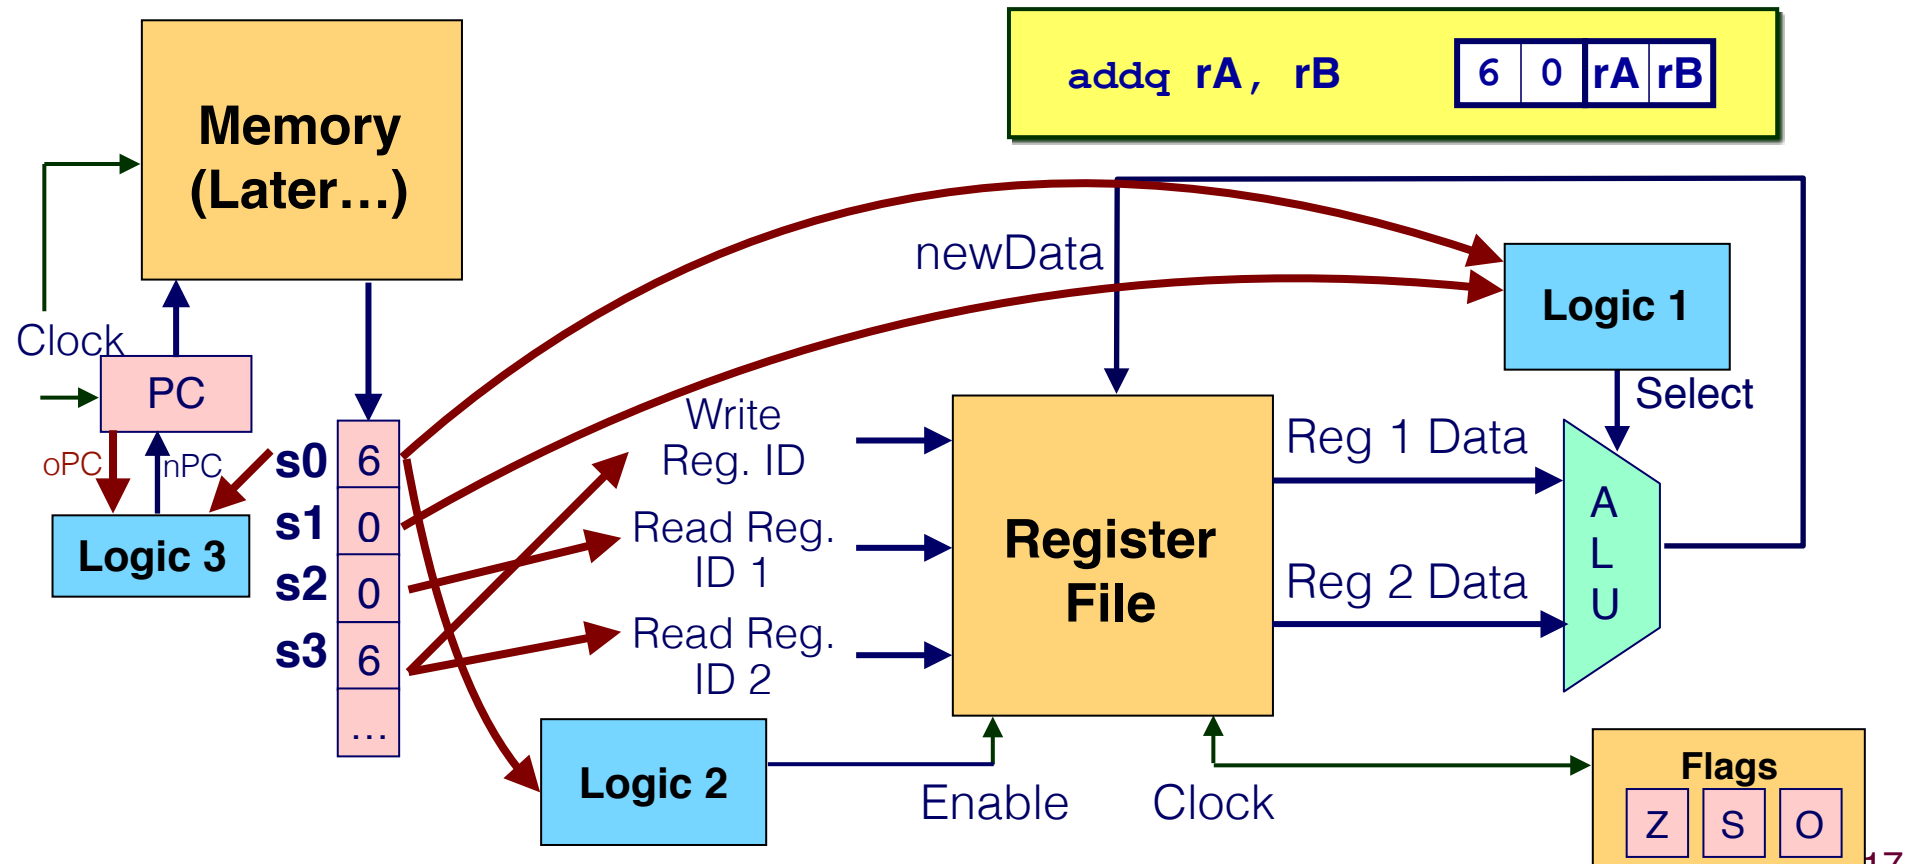 addq rA, rB
6 0 rA rB
Memory
(Later...)
newData
Logic 1
Clock
PC
Select
oPC
nPC
Write
Reg. ID
Reg 1 Data
s0 6
s1 0
s2 0
s3 6
...
Logic 3
Read Reg.
ID 1
Read Reg.
ID 2
Register
File
A
L
U
Reg 2 Data
Logic 2
Enable
Clock
Flags
Z S O
17